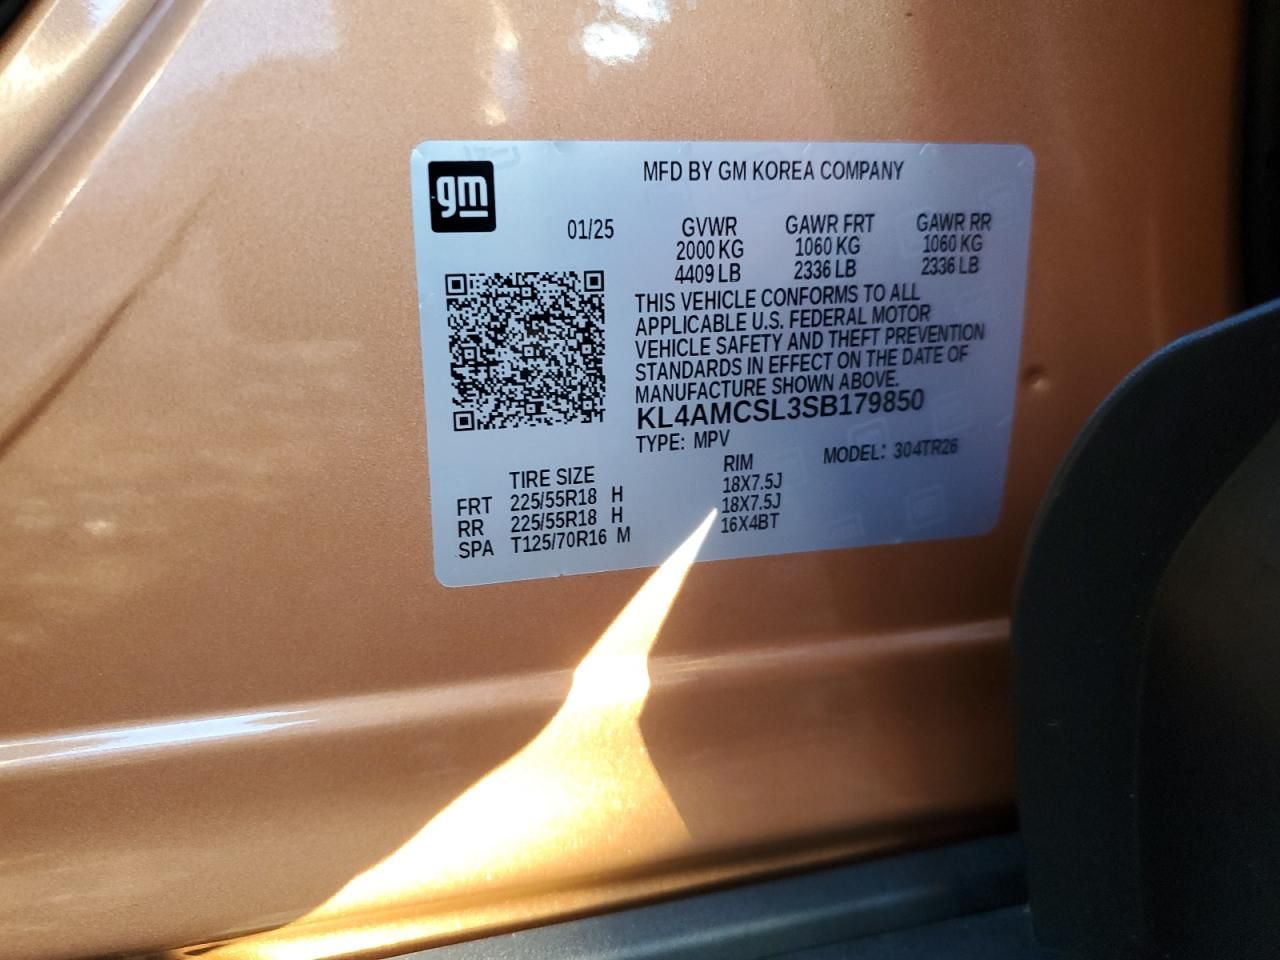 gm
MFD BY GM KOREA COMPANY
01/25 GVWR GAWR FRT GAWR RR
2000 KG 1060 KG 1060 KG
4409 LB 2336 LB 2336 LB
THIS VEHICLE CONFORMS TO ALL
APPLICABLE U.S. FEDERAL MOTOR
VEHICLE SAFETY AND THEFT PREVENTION
STANDARDS IN EFFECT ON THE DATE OF
MANUFACTURE SHOWN ABOVE.
KL4AMCSL3SB179850
TYPE: MPV MODEL: 304TR26
TIRE SIZE RIM
FRT 225/55R18 H 18X7.5J
RR 225/55R18 H 18X7.5J
SPA T125/70R16 M 16X4BT